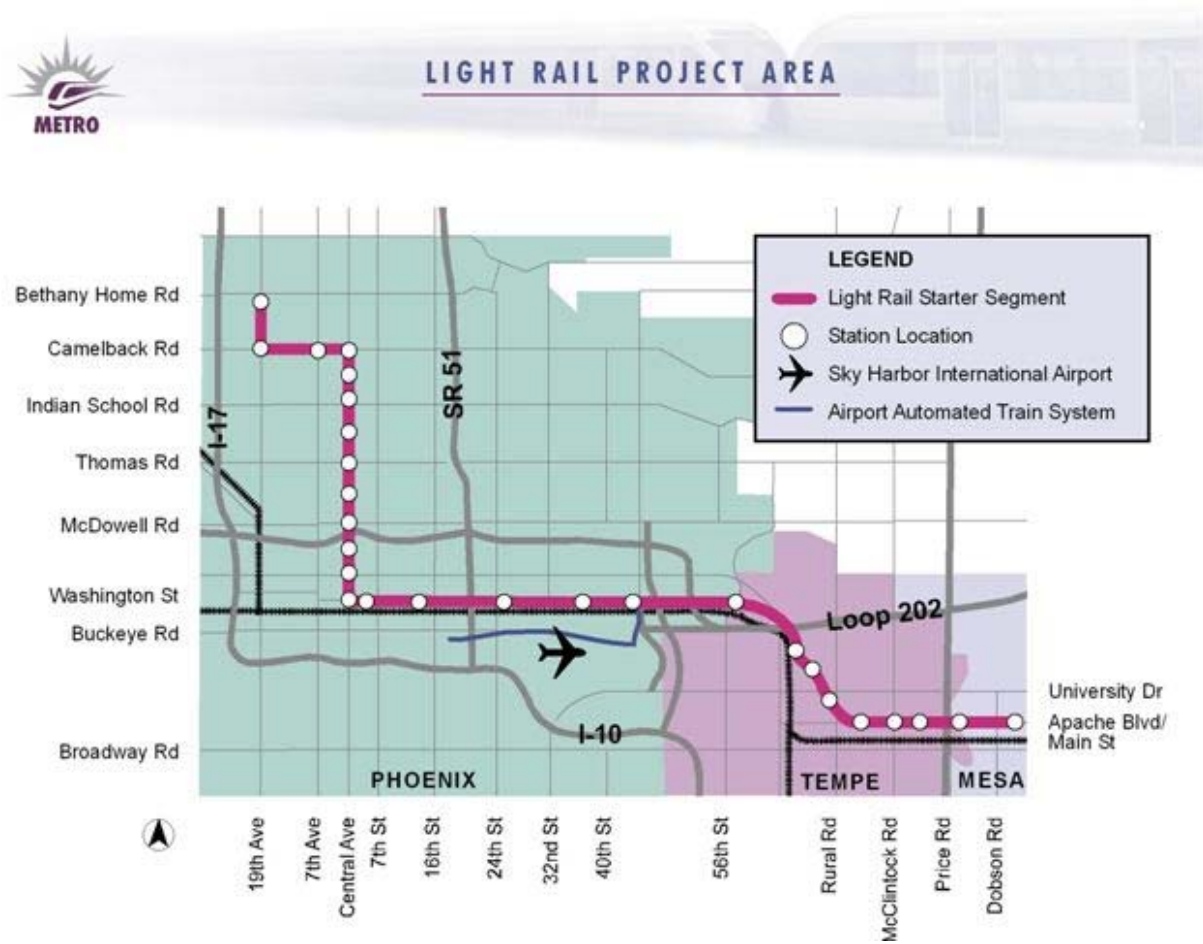 LIGHT RAIL PROJECT AREA
METRO
LEGEND
Light Rail Starter Segment
Station Location
Sky Harbor International Airport
Airport Automated Train System
Bethany Home Rd
Camelback Rd
Indian School Rd
Thomas Rd
McDowell Rd
Washington St
Buckeye Rd
Broadway Rd
I-17
SR 51
Loop 202
I-10
University Dr
Apache Blvd/
Main St
PHOENIX
TEMPE
MESA
19th Ave
7th Ave
Central Ave
7th St
16th St
24th St
32nd St
40th St
56th St
Rural Rd
McClintock Rd
Price Rd
Dobson Rd